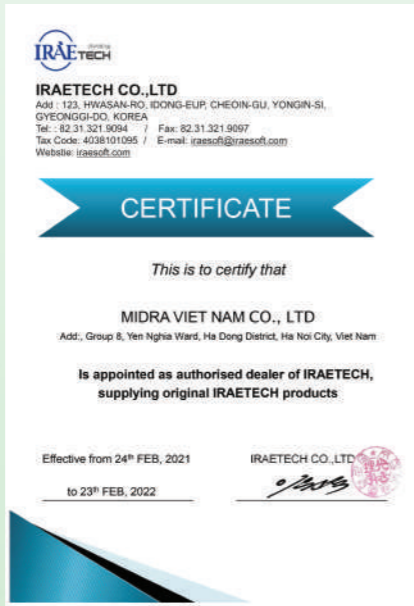 IRAETECH
IRAETECH CO.,LTD
Add : 123, HWASAN-RO, IDONG-EUP, CHEOIN-GU, YONGIN-SI,
GYEONGGI-DO, KOREA
Tel: : 82.31.321.9094 / Fax: 82.31.321.9097
Tax Code: 4038101095 / E-mail: iraesoft@iraesoft.com
Webstie: iraesoft.com
CERTIFICATE
This is to certify that
MIDRA VIET NAM CO., LTD
Add:, Group 8, Yen Nghia Ward, Ha Dong District, Ha Noi City, Viet Nam
Is appointed as authorised dealer of IRAETECH,
supplying original IRAETECH products
Effective from 24th FEB, 2021
IRAETECH CO.,LTD
to 23th FEB, 2022